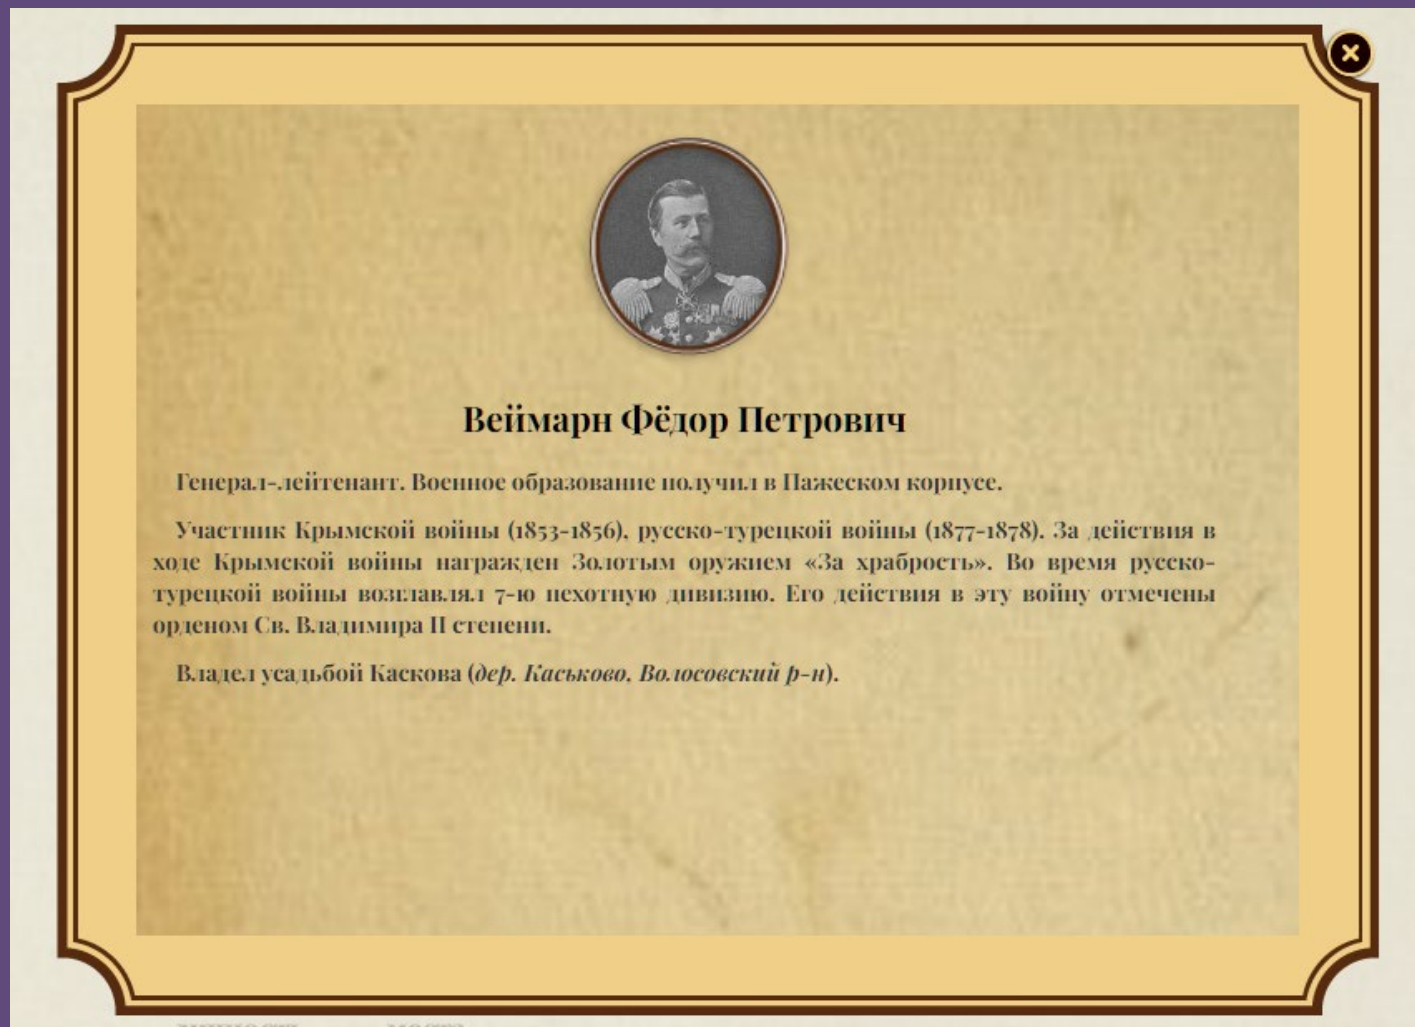 Веймарн Фёдор Петрович
Генерал-лейтенант. Военное образование получил в Пажеском корпусе.
Участник Крымской войны (1853-1856), русско-турецкой войны (1877-1878). За действия в
ходе Крымской войны награжден Золотым оружием «За храбрость». Во время русско-
турецкой войны возглавлял 7-ю пехотную дивизию. Его действия в эту войну отмечены
орденом Св. Владимира II степени.
Владел усадьбой Каскова (дер. Каськово, Волосовский р-н).